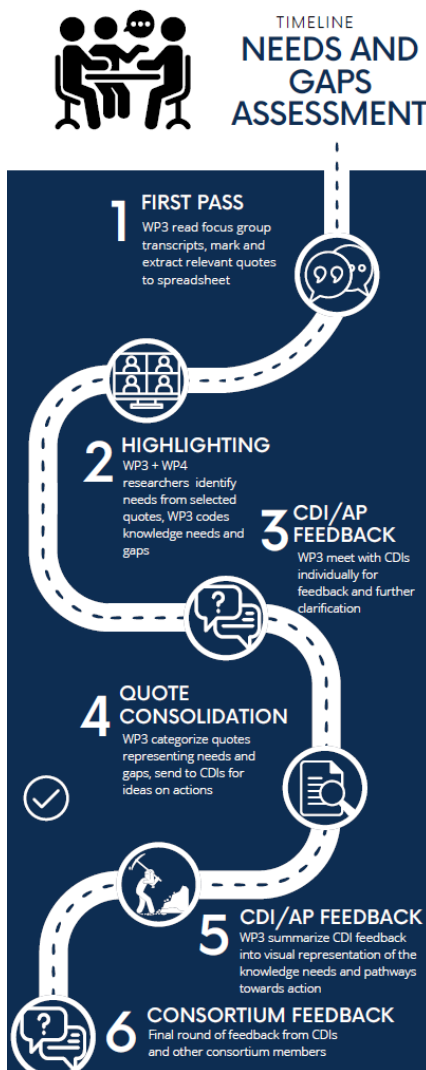 TIMELINE
NEEDS AND
GAPS
ASSESSMENT
1
FIRST PASS
WP3 read focus group
transcripts, mark and
extract relevant quotes
to spreadsheet
2
HIGHLIGHTING
WP3 + WP4
researchers identify
needs from selected
quotes, WP3 codes
knowledge needs and
gaps
3
CDI/AP
FEEDBACK
WP3 meet with CDIs
individually for
feedback and further
clarification
4
QUOTE
CONSOLIDATION
WP3 categorize quotes
representing needs and
gaps, send to CDIs for
ideas on actions
5
CDI/AP FEEDBACK
WP3 summarize CDI feedback
into visual representation of the
knowledge needs and pathways
towards action
6
CONSORTIUM FEEDBACK
Final round of feedback from CDIs
and other consortium members